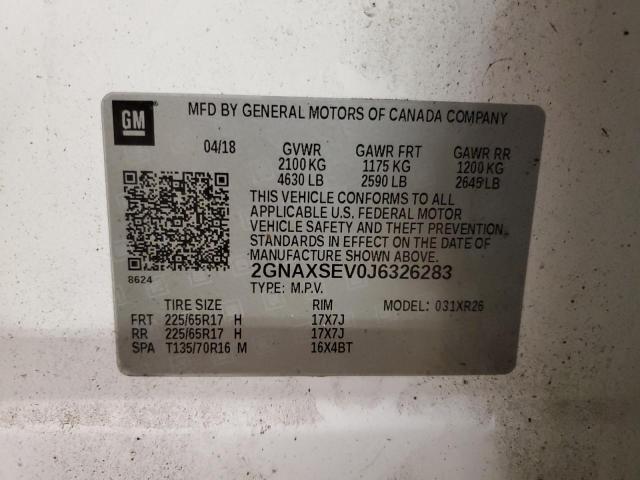 GM
MFD BY GENERAL MOTORS OF CANADA COMPANY
04/18 GVWR GAWR FRT GAWR RR
2100 KG 1175 KG 1200 KG
4630 LB 2590 LB 2645 LB
THIS VEHICLE CONFORMS TO ALL
APPLICABLE U.S. FEDERAL MOTOR
VEHICLE SAFETY AND THEFT PREVENTION
STANDARDS IN EFFECT ON THE DATE OF
MANUFACTURE SHOWN ABOVE.
8624
2GNAXSEV0J6326283
TYPE: M.P.V.
TIRE SIZE RIM MODEL: 031XR26
FRT 225/65R17 H 17X7J
RR 225/65R17 H 17X7J
SPA T135/70R16 M 16X4BT